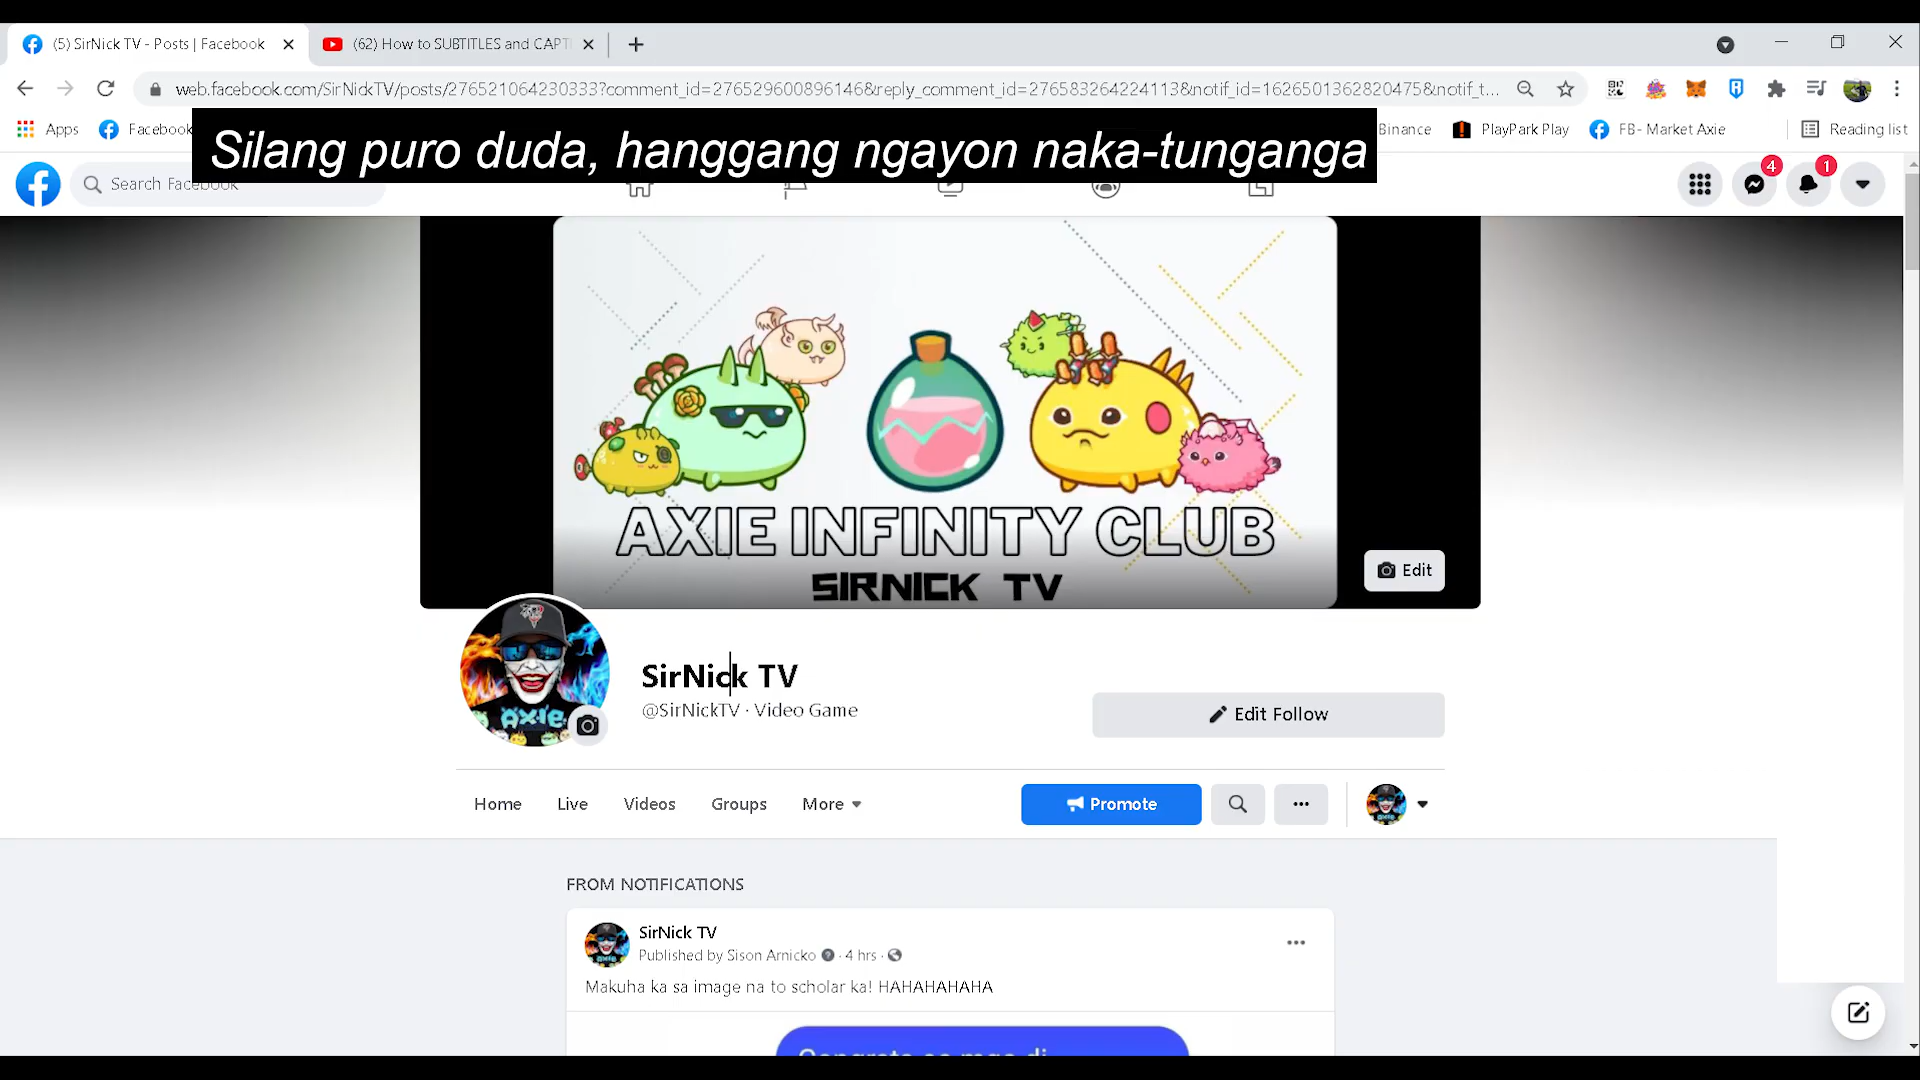 (5) SirNick TV - Posts | Facebook
(62) How to SUBTITLES and CAPT
web.facebook.com/SirNickTV/posts/276521064230333?comment_id=276529600896146&reply_comment_id=276583264224113&notif_id=1626501362820475&notif_t...
Apps
Facebook
Binance
PlayPark Play
FB- Market Axie
Reading list
Silang puro duda, hanggang ngayon naka-tunganga
Search Facebook
4
1
AXIE INFINITY CLUB
SIRNICK TV
Edit
AXIE
SirNick TV
@SirNickTV · Video Game
Edit Follow
Home
Live
Videos
Groups
More
Promote
FROM NOTIFICATIONS
SirNick TV
Published by Sison Arnicko · 4 hrs ·
Makuha ka sa image na to scholar ka! HAHAHAHAHA